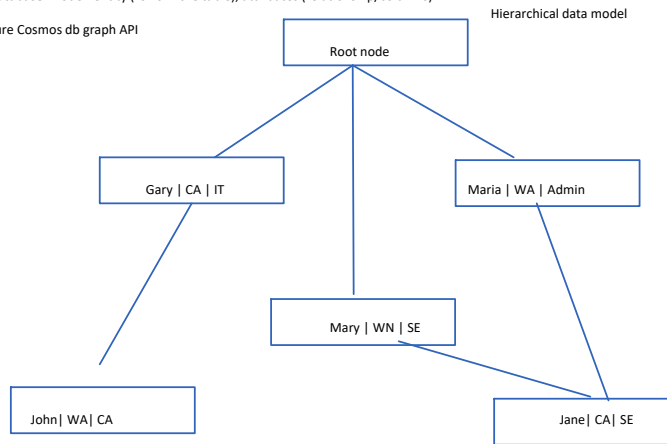 Hierarchical data model
ure Cosmos db graph API
Root node
Gary | CA | IT
Maria | WA | Admin
Mary | WN | SE
John| WA| CA
Jane| CA| SE